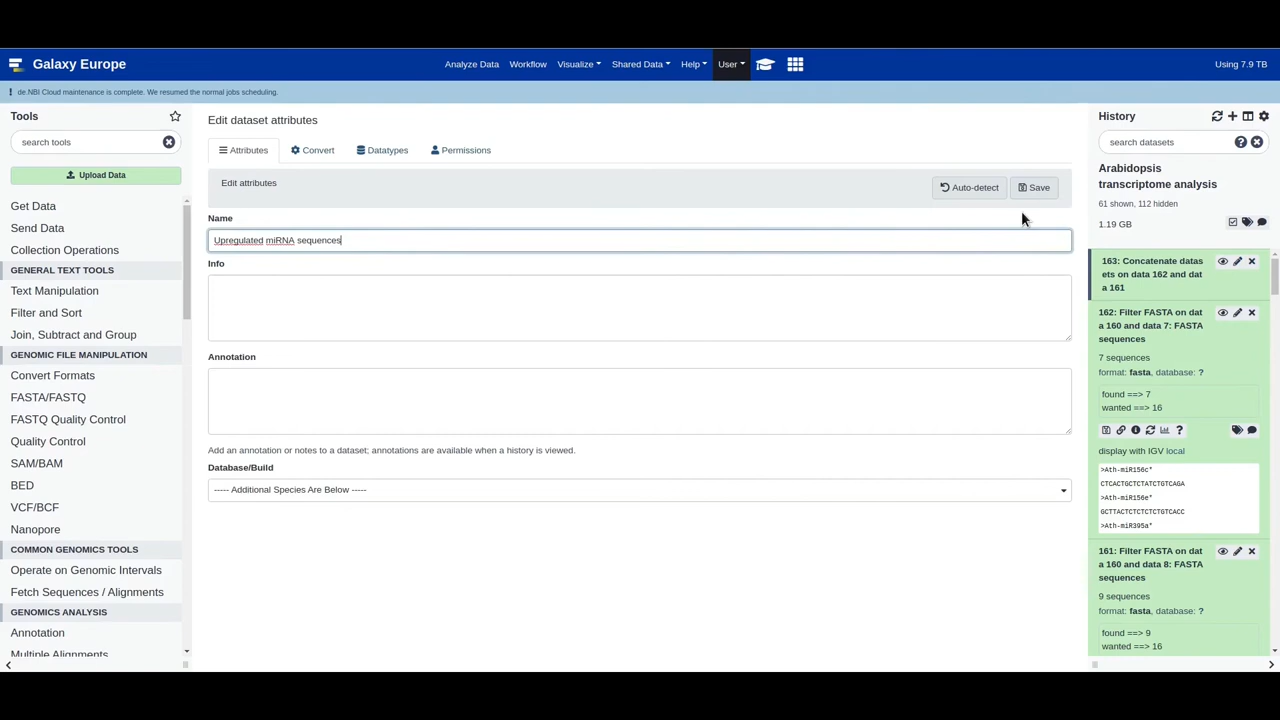 Galaxy Europe
Analyze Data
Workflow
Visualize
Shared Data
Help
User
Using 7.9 TB
! de.NBI Cloud maintenance is complete. We resumed the normal jobs scheduling.
Tools
search tools
Upload Data
Get Data
Send Data
Collection Operations
GENERAL TEXT TOOLS
Text Manipulation
Filter and Sort
Join, Subtract and Group
GENOMIC FILE MANIPULATION
Convert Formats
FASTA/FASTQ
FASTQ Quality Control
Quality Control
SAM/BAM
BED
VCF/BCF
Nanopore
COMMON GENOMICS TOOLS
Operate on Genomic Intervals
Fetch Sequences / Alignments
GENOMICS ANALYSIS
Annotation
Multiple Alignments
Edit dataset attributes
Attributes
Convert
Datatypes
Permissions
Edit attributes
Auto-detect
Save
Name
Upregulated miRNA sequences
Info
Annotation
Add an annotation or notes to a dataset; annotations are available when a history is viewed.
Database/Build
----- Additional Species Are Below -----
History
search datasets
Arabidopsis
transcriptome analysis
61 shown, 112 hidden
1.19 GB
163: Concatenate datas
ets on data 162 and dat
a 161
162: Filter FASTA on dat
a 160 and data 7: FASTA
sequences
7 sequences
format: fasta, database: ?
found ==> 7
wanted ==> 16
display with IGV local
>Ath-miR156c*
CTCACTGCTCTATCTGTCAGA
>Ath-miR156e*
GCTTACTCTCTCTCTGTCACC
>Ath-miR395a*
161: Filter FASTA on dat
a 160 and data 8: FASTA
sequences
9 sequences
format: fasta, database: ?
found ==> 9
wanted ==> 16